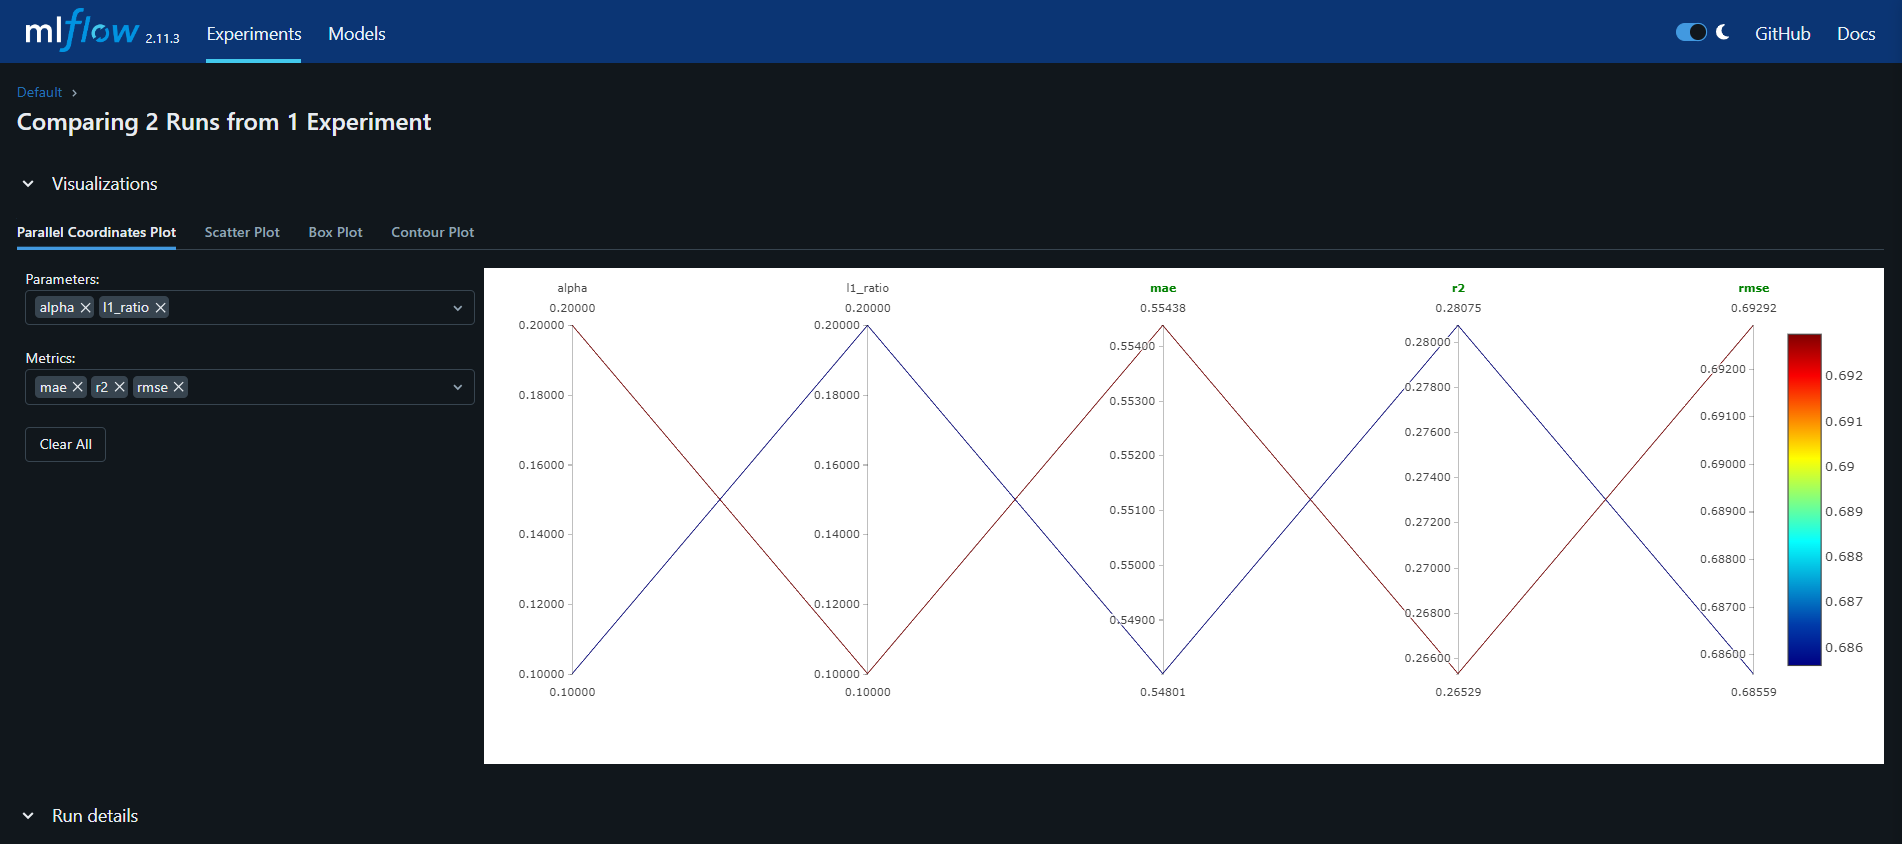 mlflow 2.11.3 Experiments Models GitHub Docs
Default
Comparing 2 Runs from 1 Experiment
Visualizations
Parallel Coordinates Plot Scatter Plot Box Plot Contour Plot
Parameters:
alpha l1_ratio
Metrics:
mae r2 rmse
Clear All
alpha l1_ratio mae r2 rmse
0.20000 0.20000 0.55438 0.28075 0.69292
0.20000
0.18000
0.16000
0.14000
0.12000
0.10000
0.20000
0.18000
0.16000
0.14000
0.12000
0.10000
0.55400
0.55300
0.55200
0.55100
0.55000
0.54900
0.28000
0.27800
0.27600
0.27400
0.27200
0.27000
0.26800
0.26600
0.69200
0.69100
0.69000
0.68900
0.68800
0.68700
0.68600
0.10000 0.10000 0.54801 0.26529 0.68559
0.692
0.691
0.69
0.689
0.688
0.687
0.686
Run details